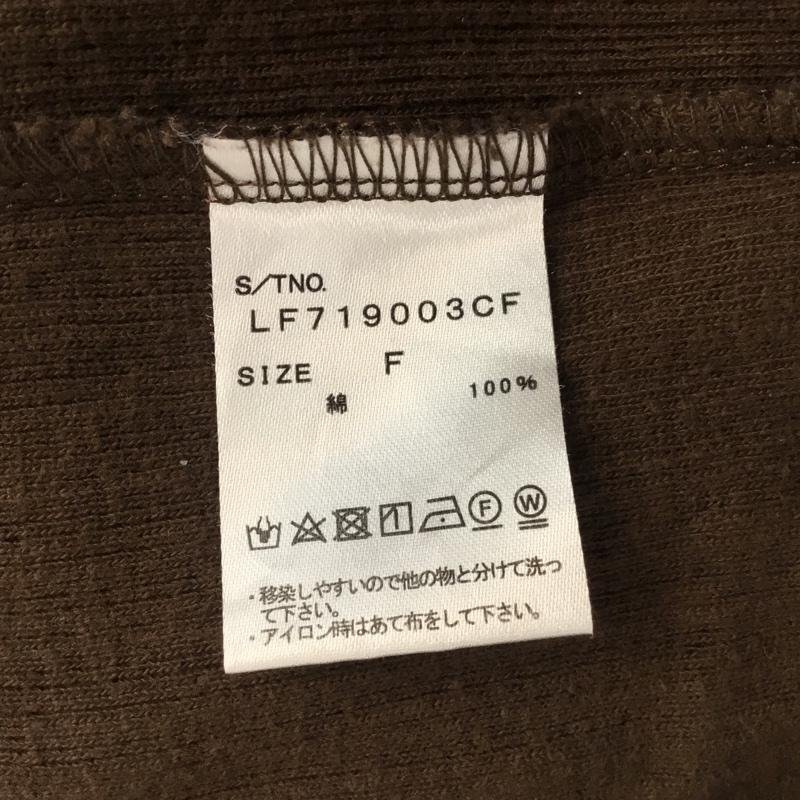 S/TNO.
LF719003CF
SIZE F
綿 100%
F W
・移染しやすいので他の物と分けて洗っ
て下さい。
・アイロン時はあて布をして下さい。